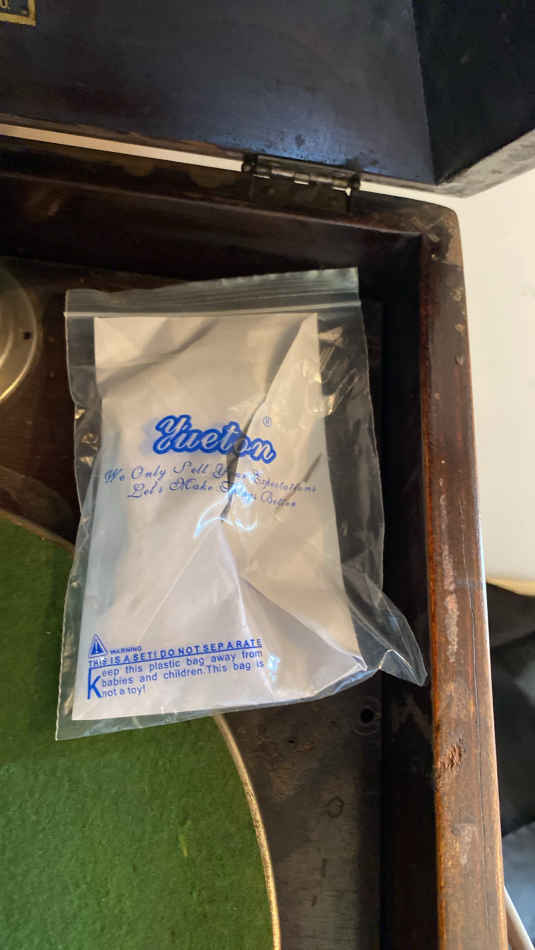 O.
Yueton®
We Only Sell Your Expectations
Let's Make Things Better
WARNING
THIS IS A SET! DO NOT SEPARATE
Keep this plastic bag away from
babies and children.This bag is
not a toy!